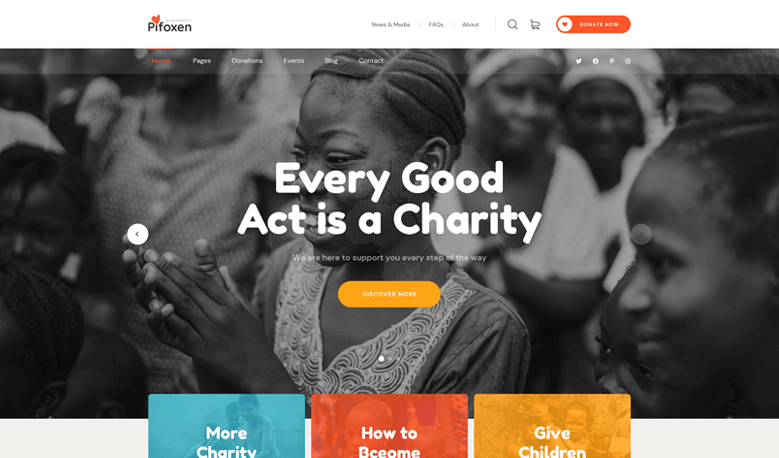 NON PROFIT
Pifoxen
News & Media / FAQs / About
DONATE NOW
Home Pages Donations Events Blog Contact
Every Good
Act is a Charity
We are here to support you every step of the way
DISCOVER MORE
More
Charity
How to
Bceome
Give
Children